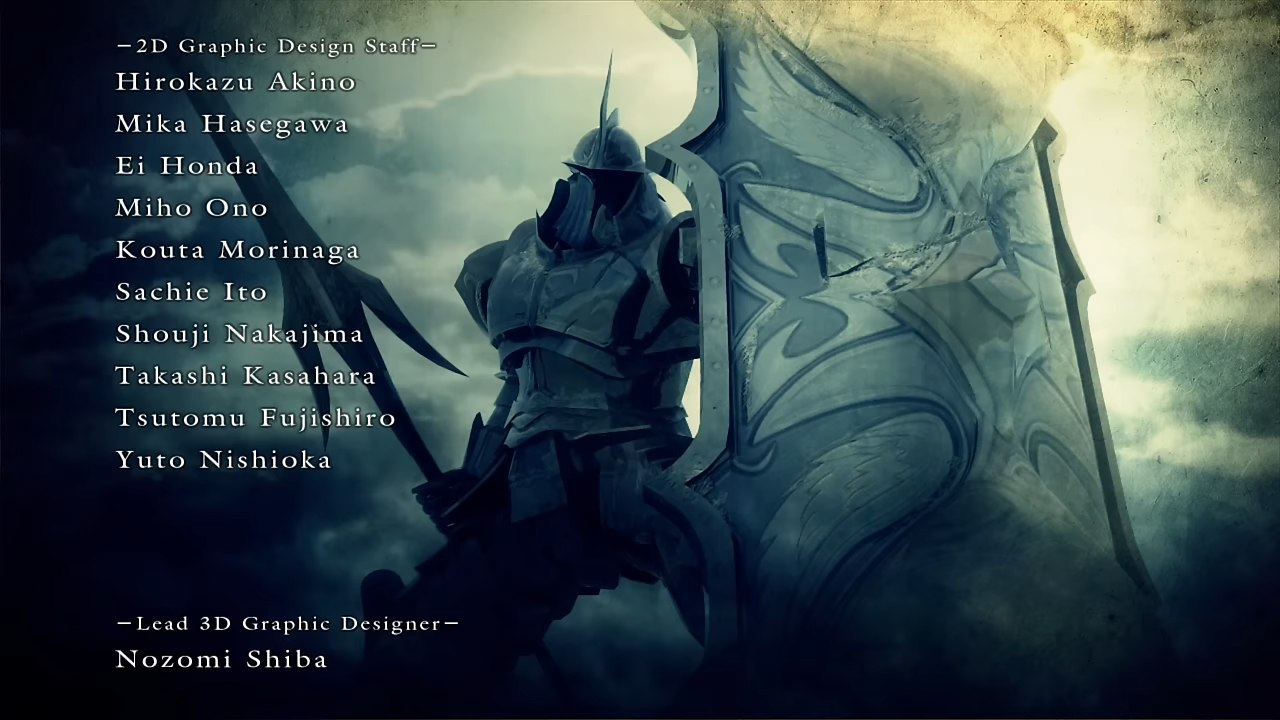 −2D Graphic Design Staff−
Hirokazu Akino
Mika Hasegawa
Ei Honda
Miho Ono
Kouta Morinaga
Sachie Ito
Shouji Nakajima
Takashi Kasahara
Tsutomu Fujishiro
Yuto Nishioka
−Lead 3D Graphic Designer−
Nozomi Shiba